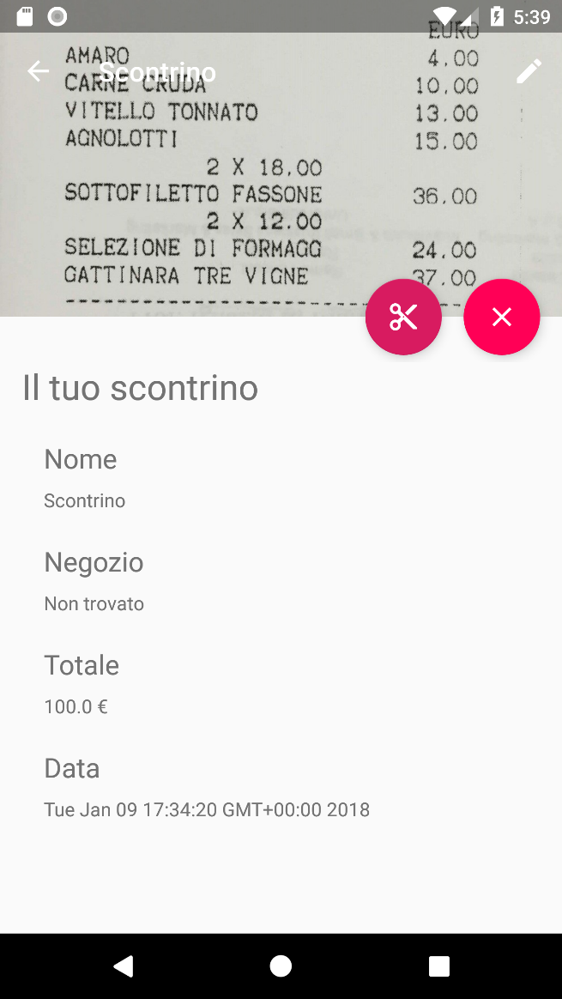 5:39
EURO
AMARO 4.00
Scontrino
CARNE CRUDA 10.00
VITELLO TONNATO 13.00
AGNOLOTTI 15.00
2 X 18.00
SOTTOFILETTO FASSONE 36.00
2 X 12.00
SELEZIONE DI FORMAGG 24.00
GATTINARA TRE VIGNE 37.00
Il tuo scontrino
Nome
Scontrino
Negozio
Non trovato
Totale
100.0 €
Data
Tue Jan 09 17:34:20 GMT+00:00 2018